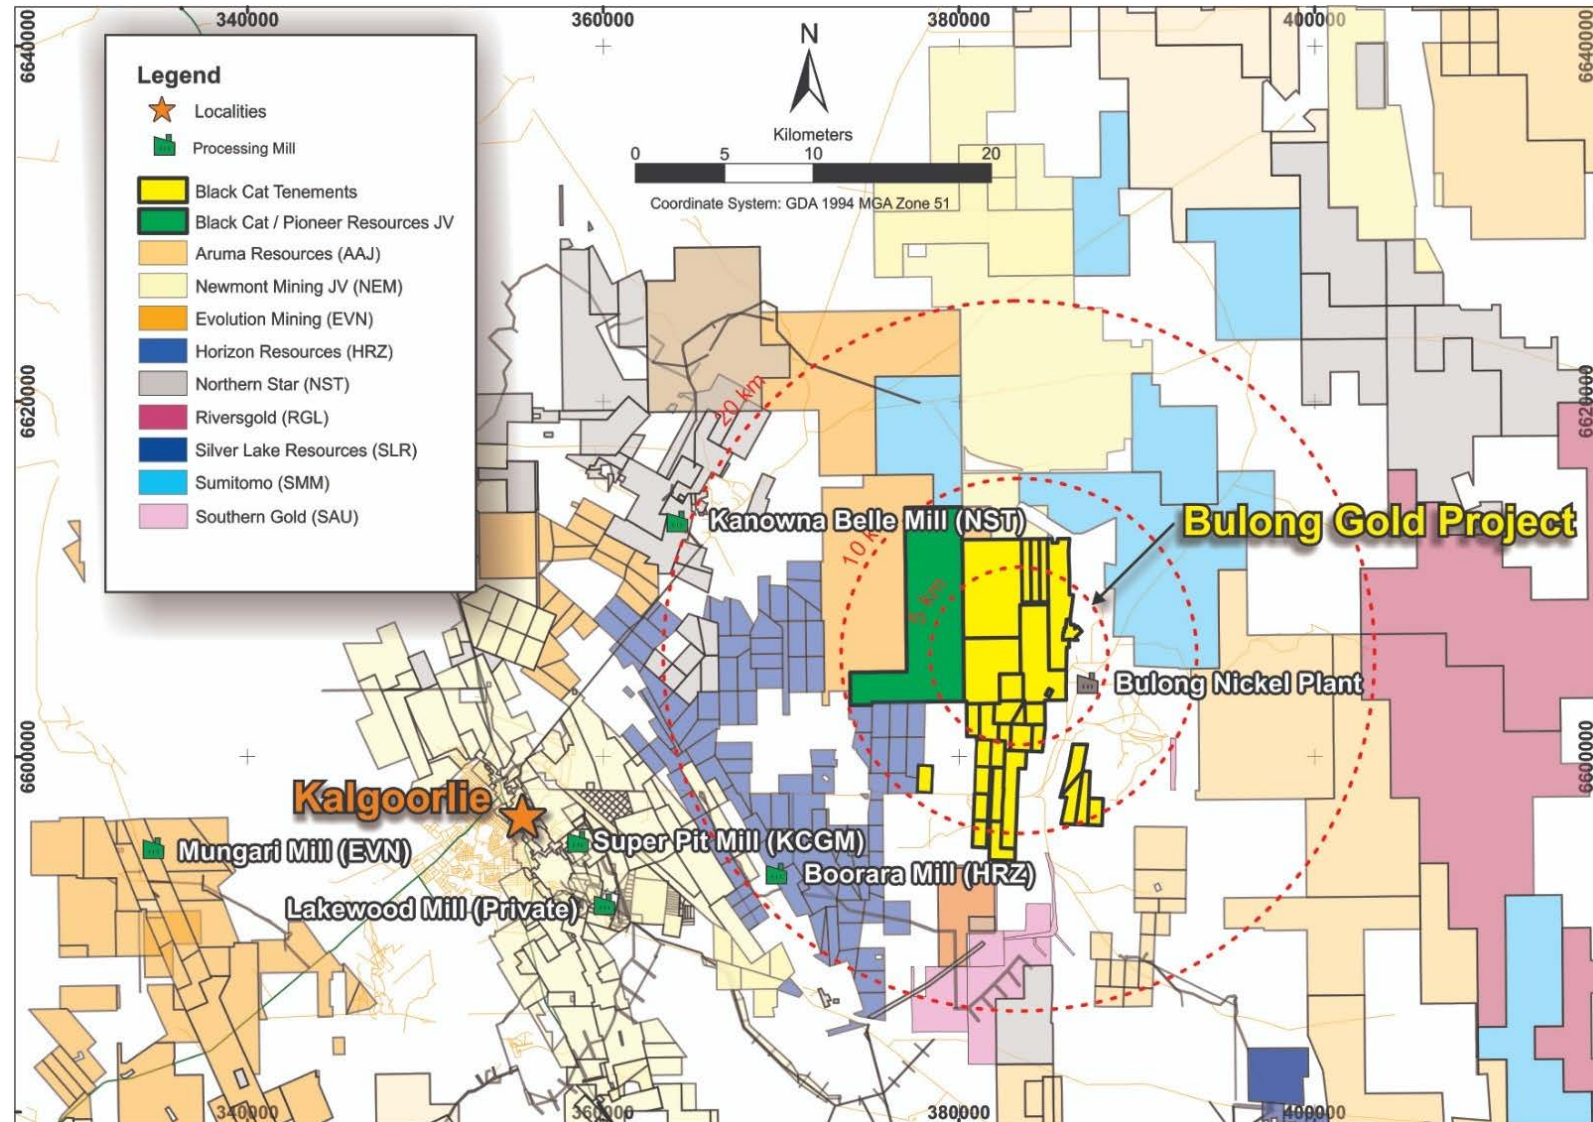 340000
360000
380000
400000
6640000
6640000
N
Kilometers
0 5 10 20
Coordinate System: GDA 1994 MGA Zone 51
Legend
Localities
Processing Mill
Black Cat Tenements
Black Cat / Pioneer Resources JV
Aruma Resources (AAJ)
Newmont Mining JV (NEM)
Evolution Mining (EVN)
Horizon Resources (HRZ)
Northern Star (NST)
Riversgold (RGL)
Silver Lake Resources (SLR)
Sumitomo (SMM)
Southern Gold (SAU)
6620000
6620000
20 km
Kanowna Belle Mill (NST)
Bulong Gold Project
10 k
5 km
Bulong Nickel Plant
6600000
6600000
Kalgoorlie
Mungari Mill (EVN)
Super Pit Mill (KCGM)
Boorara Mill (HRZ)
Lakewood Mill (Private)
340000
360000
380000
400000